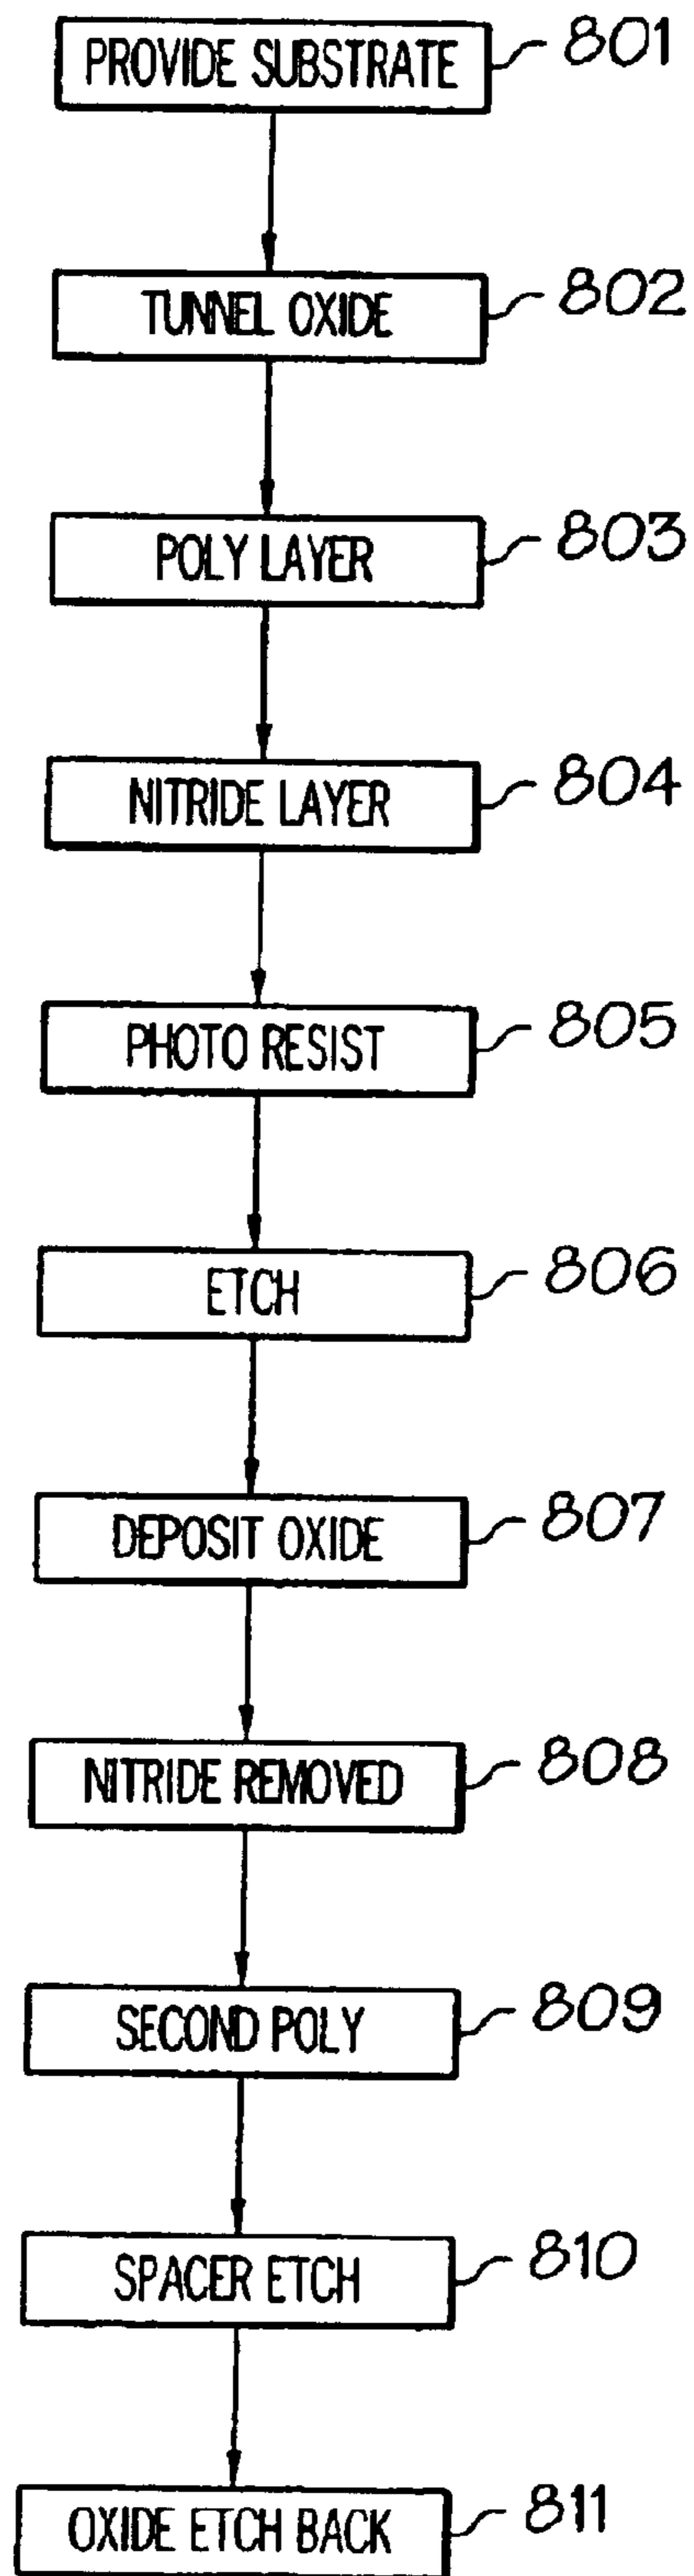 PROVIDE SUBSTRATE 801
TUNNEL OXIDE 802
POLY LAYER 803
NITRIDE LAYER 804
PHOTO RESIST 805
ETCH 806
DEPOSIT OXIDE 807
NITRIDE REMOVED 808
SECOND POLY 809
SPACER ETCH 810
OXIDE ETCH BACK 811